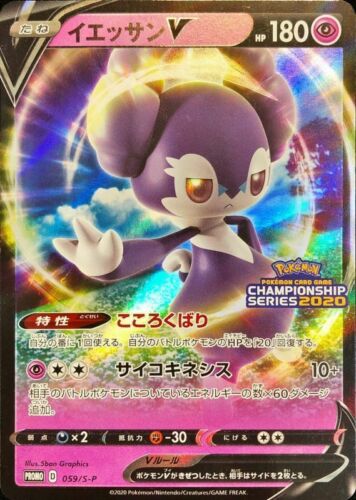 たね イエッサンV HP 180
Pokémon
POKÉMON CARD GAME
CHAMPIONSHIP
SERIES 2020
特性 とくせい こころくばり
自分の番に1回使える。自分のバトルポケモンのHPを「20」回復する。
サイコキネシス 10+
相手のバトルポケモンについているエネルギーの数×60ダメージ
追加。
弱点 ×2 抵抗力 -30 にげる
Vルール
ポケモンVがきぜつしたとき、相手はサイドを2枚とる。
Illus.5ban Graphics
PROMO D 059/S-P
©2020 Pokémon/Nintendo/Creatures/GAME FREAK.